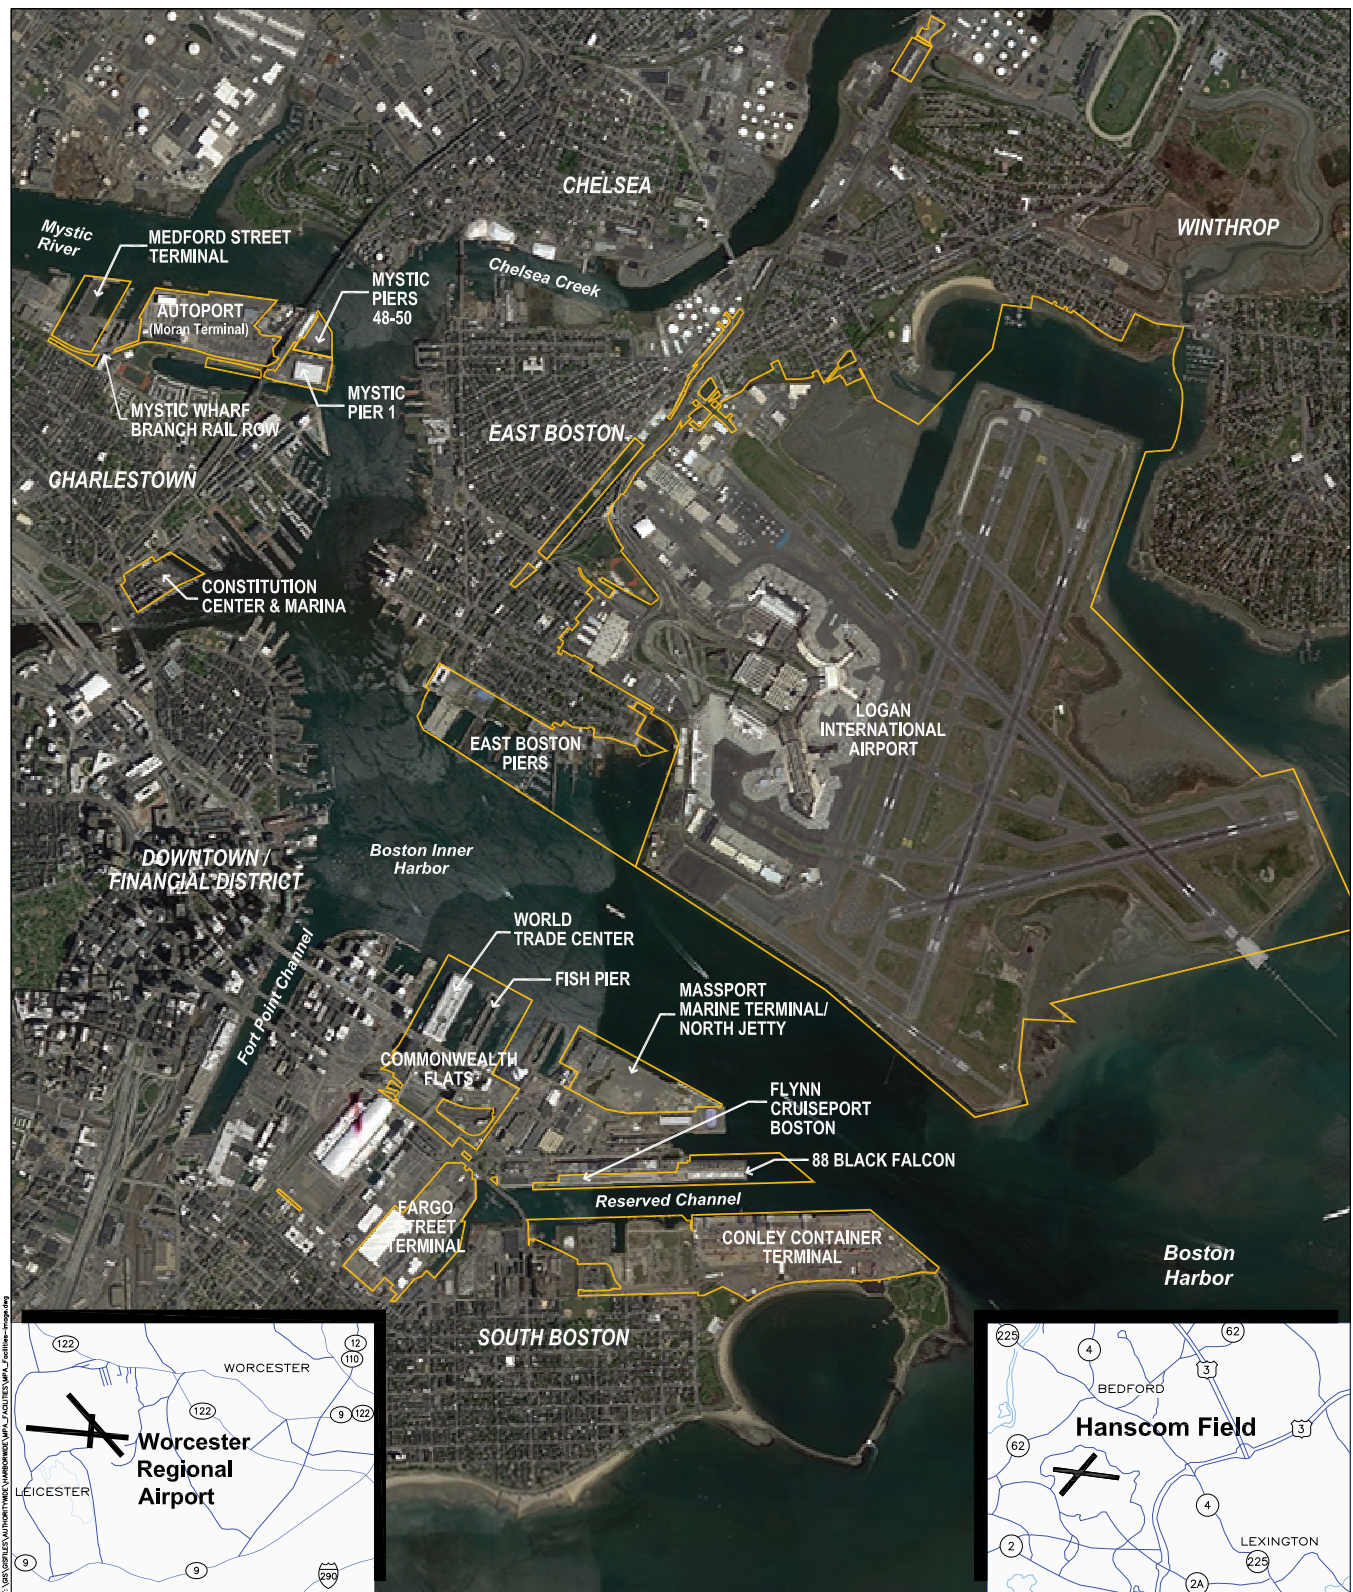 CHELSEA
WINTHROP
Mystic
River
MEDFORD STREET
TERMINAL
Chelsea Creek
MYSTIC
PIERS
48-50
AUTOPORT
(Moran Terminal)
MYSTIC
PIER 1
MYSTIC WHARF
BRANCH RAIL ROW
EAST BOSTON
CHARLESTOWN
CONSTITUTION
CENTER & MARINA
LOGAN
INTERNATIONAL
AIRPORT
EAST BOSTON
PIERS
DOWNTOWN /
FINANCIAL DISTRICT
Boston Inner
Harbor
WORLD
TRADE CENTER
FISH PIER
Fort Point Channel
MASSPORT
MARINE TERMINAL/
NORTH JETTY
COMMONWEALTH
FLATS
FLYNN
CRUISEPORT
BOSTON
88 BLACK FALCON
Reserved Channel
FARGO
STREET
TERMINAL
CONLEY CONTAINER
TERMINAL
Boston
Harbor
SOUTH BOSTON
122
12
110
WORCESTER
122
9
122
Worcester
Regional
Airport
LEICESTER
9
9
290
225
4
62
3
BEDFORD
Hanscom Field
3
62
4
2
LEXINGTON
225
2A